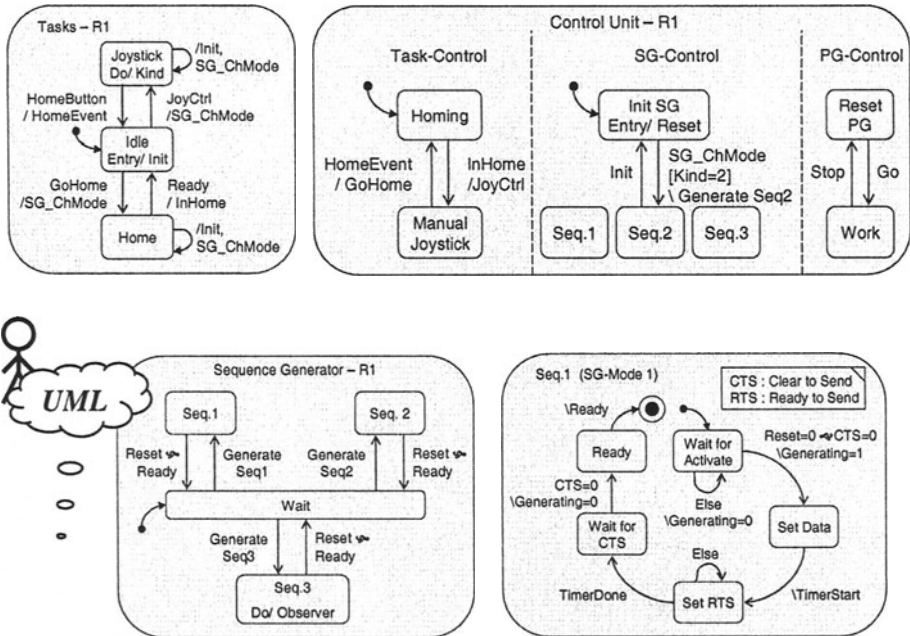 Tasks – R1
Joystick
Do/ Kind
/Init,
SG_ChMode
HomeButton
/ HomeEvent
JoyCtrl
/SG_ChMode
Idle
Entry/ Init
GoHome
/SG_ChMode
Ready
/ InHome
Home
/Init,
SG_ChMode
Control Unit – R1
Task-Control
Homing
HomeEvent
/ GoHome
InHome
/JoyCtrl
Manual
Joystick
SG-Control
Init SG
Entry/ Reset
Init
SG_ChMode
[Kind=2]
\ Generate Seq2
Seq.1
Seq.2
Seq.3
PG-Control
Reset
PG
Stop
Go
Work
UML
Sequence Generator – R1
Seq.1
Seq. 2
Reset
Ready
Generate
Seq1
Generate
Seq2
Reset
Ready
Wait
Generate
Seq3
Reset
Ready
Seq.3
Do/ Observer
Seq.1 (SG-Mode 1)
CTS : Clear to Send
RTS : Ready to Send
\Ready
Ready
Wait for
Activate
Reset=0 CTS=0
\Generating=1
CTS=0
\Generating=0
Else
\Generating=0
Wait for
CTS
Set Data
Else
TimerDone
Set RTS
\TimerStart